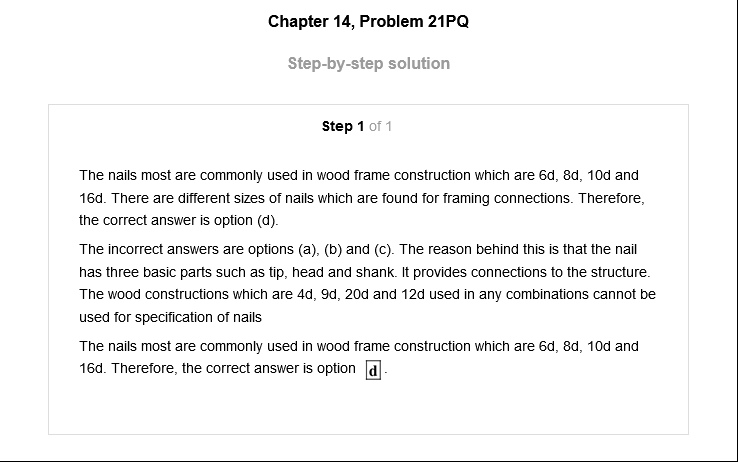 Chapter 14, Problem 21PQ
Step-by-step solution
Step 1 of 1
The nails most are commonly used in wood frame construction which are 6d, 8d, 10d and
16d. There are different sizes of nails which are found for framing connections. Therefore,
the correct answer is option (d).
The incorrect answers are options (a), (b) and (c). The reason behind this is that the nail
has three basic parts such as tip, head and shank. It provides connections to the structure.
The wood constructions which are 4d, 9d, 20d and 12d used in any combinations cannot be
used for specification of nails
The nails most are commonly used in wood frame construction which are 6d, 8d, 10d and
16d. Therefore, the correct answer is option d.